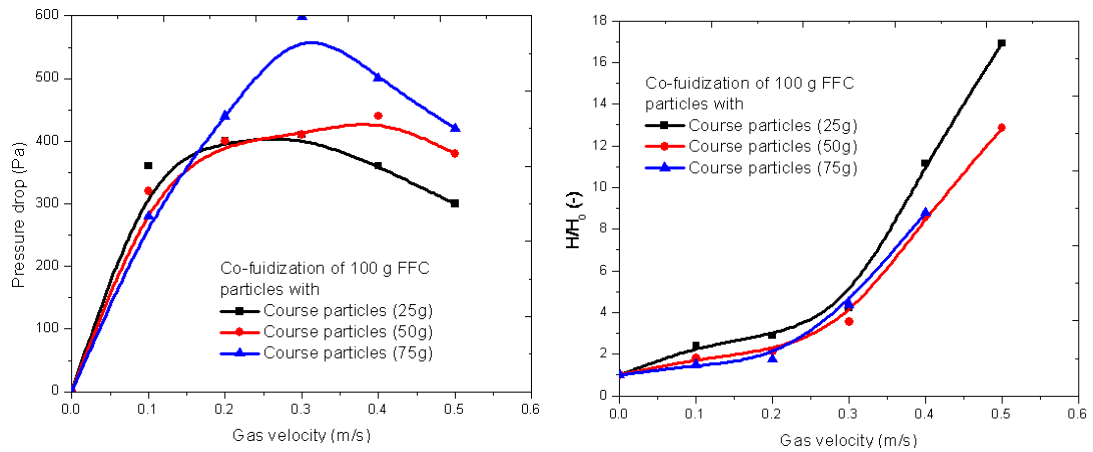 600
500
400
300
200
100
0
0.0 0.1 0.2 0.3 0.4 0.5 0.6
Pressure drop (Pa)
Gas velocity (m/s)
Co-fuidization of 100 g FFC
particles with
Course particles (25g)
Course particles (50g)
Course particles (75g)
18
16
14
12
10
8
6
4
2
0
0.0 0.1 0.2 0.3 0.4 0.5 0.6
H/H0 (-)
Gas velocity (m/s)
Co-fuidization of 100 g FFC
particles with
Course particles (25g)
Course particles (50g)
Course particles (75g)